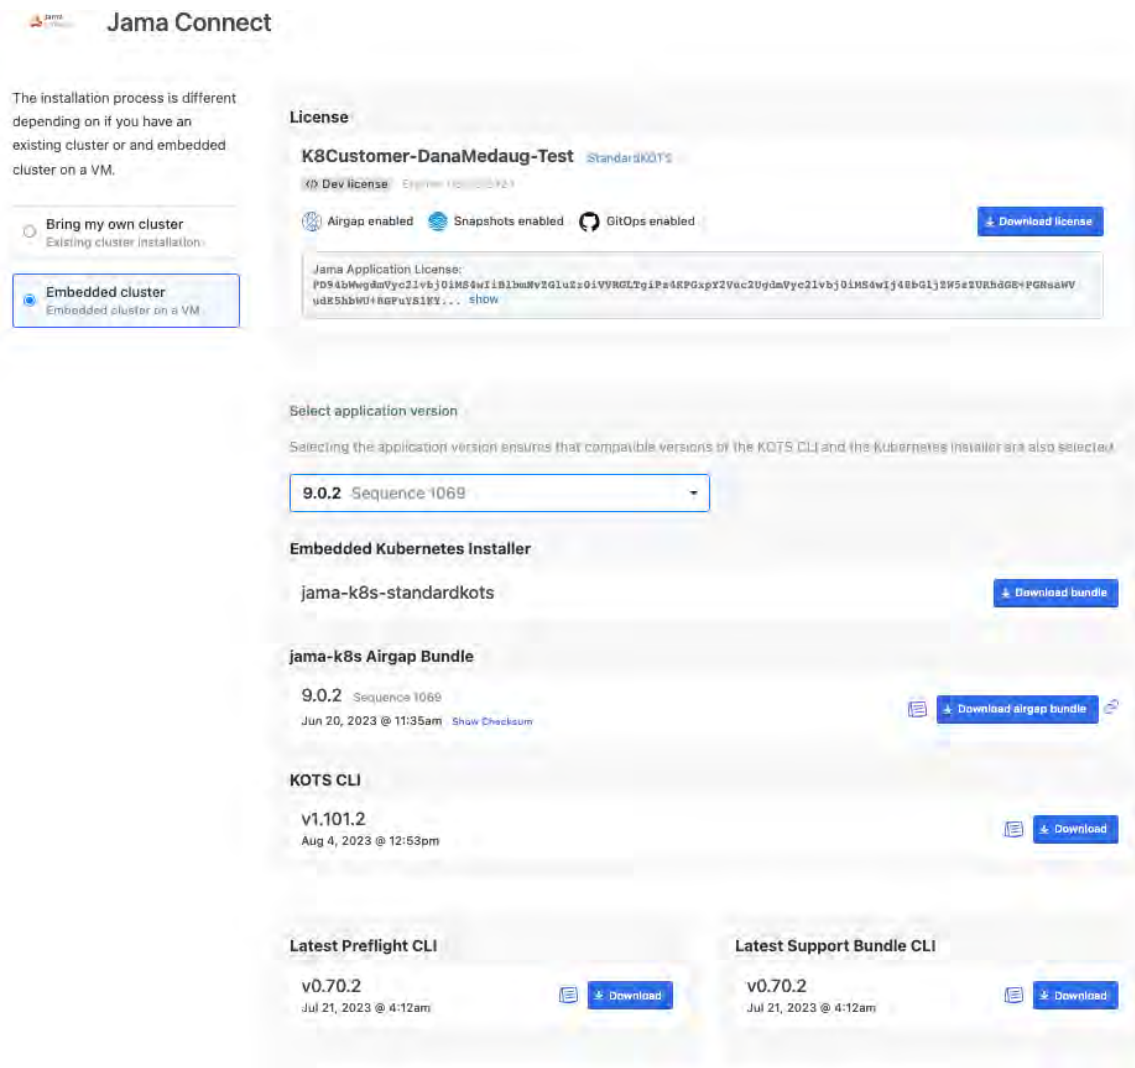 Jama Connect
The installation process is different
depending on if you have an
existing cluster or and embedded
cluster on a VM.
Bring my own cluster
Existing cluster installation
Embedded cluster
Embedded cluster on a VM
License
K8Customer-DanaMedaug-Test StandardKOTS
Dev license
Airgap enabled Snapshots enabled GitOps enabled
Download license
Jama Application License:
show
Select application version
Selecting the application version ensures that compatible versions of the KOTS CLI and the Kubernetes installer are also selected.
9.0.2 Sequence 1069
Embedded Kubernetes Installer
jama-k8s-standardkots
Download bundle
jama-k8s Airgap Bundle
9.0.2 Sequence 1069
Jun 20, 2023 @ 11:35am Show Checksum
Download airgap bundle
KOTS CLI
v1.101.2
Aug 4, 2023 @ 12:53pm
Download
Latest Preflight CLI
v0.70.2
Jul 21, 2023 @ 4:12am
Download
Latest Support Bundle CLI
v0.70.2
Jul 21, 2023 @ 4:12am
Download